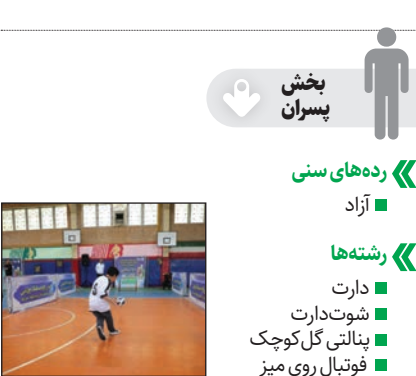 بخش
پسران
رده‌های سنی
آزاد
رشته‌ها
دارت
شوت‌دارت
پنالتی گل‌کوچک
فوتبال روی میز